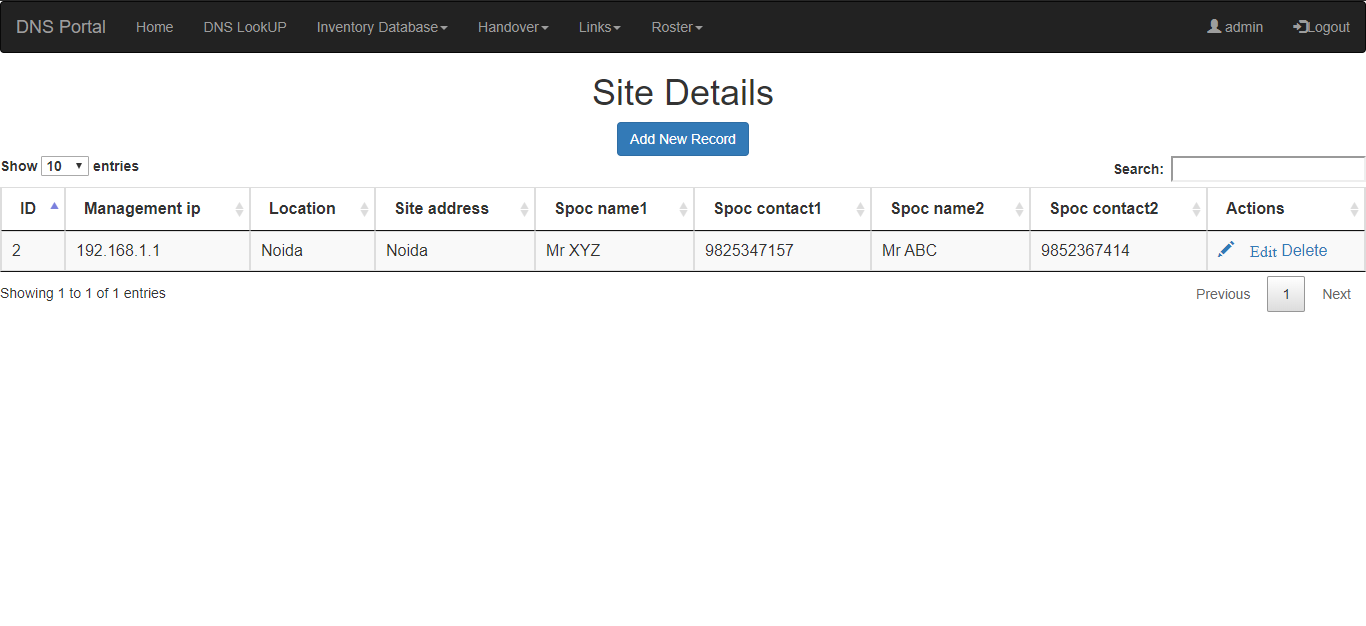 DNS Portal Home DNS LookUP Inventory Database Handover Links Roster admin Logout
Site Details
Add New Record
Show 10 entries Search:
ID Management ip Location Site address Spoc name1 Spoc contact1 Spoc name2 Spoc contact2 Actions
2 192.168.1.1 Noida Noida Mr XYZ 9825347157 Mr ABC 9852367414 Edit Delete
Showing 1 to 1 of 1 entries Previous 1 Next